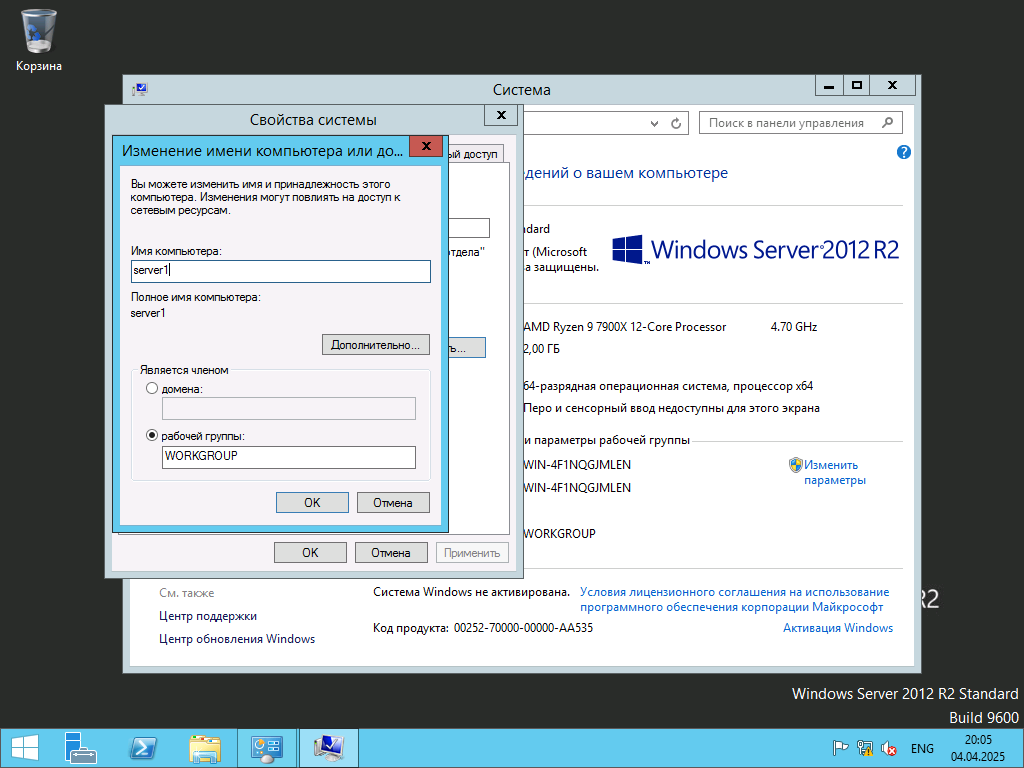 Корзина
Система
Свойства системы
Изменение имени компьютера или до...
Вы можете изменить имя и принадлежность этого
компьютера. Изменения могут повлиять на доступ к
сетевым ресурсам.
Имя компьютера:
server1
Полное имя компьютера:
server1
Дополнительно...
Является членом
домена:
рабочей группы:
WORKGROUP
OK
Отмена
ый доступ
отдела"
ь...
OK
Отмена
Применить
Поиск в панели управления
дений о вашем компьютере
dard
т (Microsoft
а защищены.
Windows Server 2012 R2
AMD Ryzen 9 7900X 12-Core Processor 4.70 GHz
2,00 ГБ
64-разрядная операционная система, процессор x64
Перо и сенсорный ввод недоступны для этого экрана
и параметры рабочей группы
WIN-4F1NQGJMLEN
Изменить
параметры
WIN-4F1NQGJMLEN
WORKGROUP
См. также
Центр поддержки
Центр обновления Windows
Система Windows не активирована. Условия лицензионного соглашения на использование
программного обеспечения корпорации Майкрософт
Код продукта: 00252-70000-00000-AA535
Активация Windows
R2
Windows Server 2012 R2 Standard
Build 9600
ENG
20:05
04.04.2025